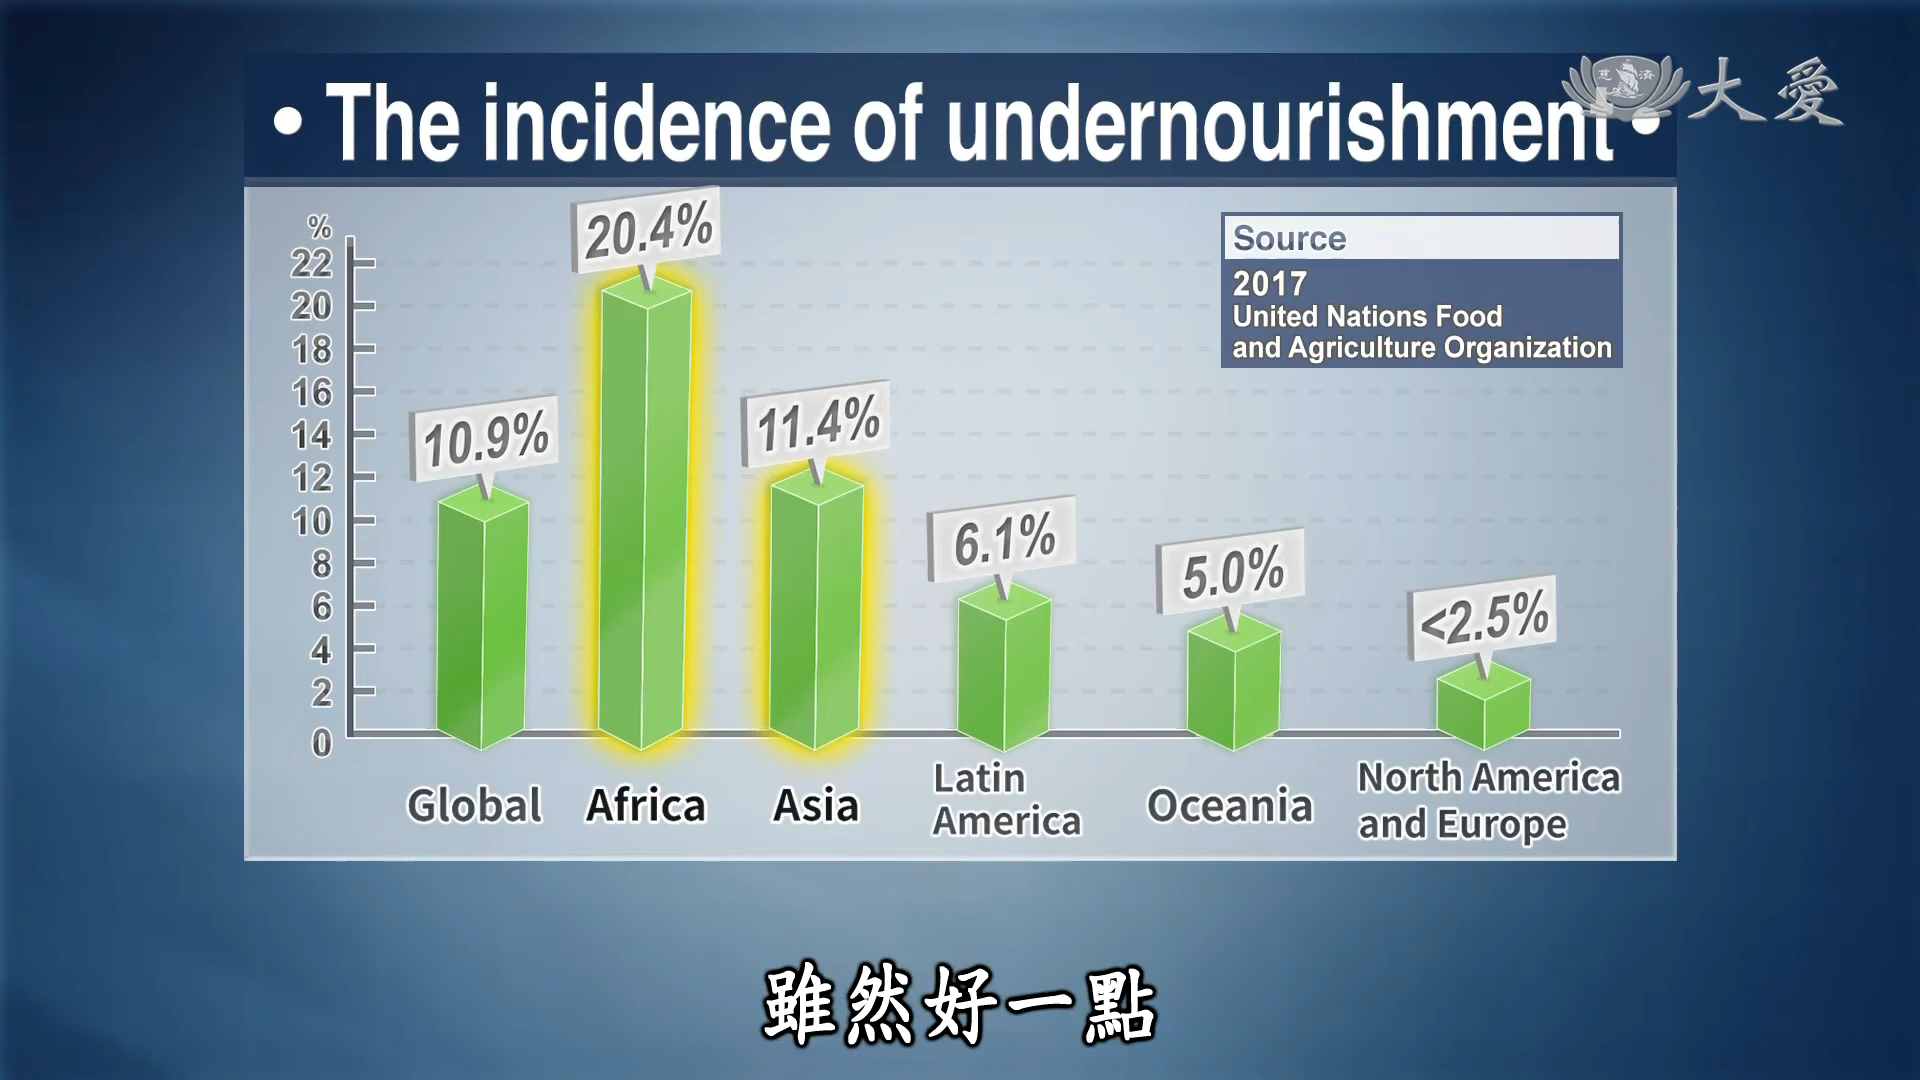 • The incidence of undernourishment •
慈濟
大愛
Source
2017
United Nations Food
and Agriculture Organization
%
22
20
18
16
14
12
10
8
6
4
2
0
10.9%
20.4%
11.4%
6.1%
5.0%
<2.5%
Global
Africa
Asia
Latin
America
Oceania
North America
and Europe
雖然好一點